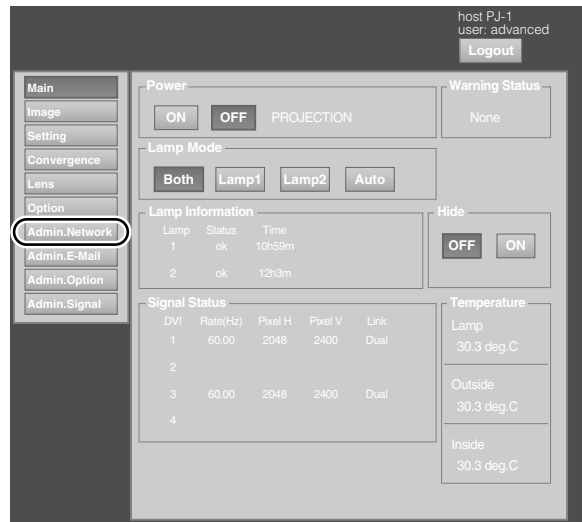 host PJ-1
user: advanced
Logout
Main
Image
Setting
Convergence
Lens
Option
Admin.Network
Admin.E-Mail
Admin.Option
Admin.Signal
Power
ON OFF PROJECTION
Warning Status
None
Lamp Mode
Both Lamp1 Lamp2 Auto
Lamp Information
Lamp Status Time
1 ok 10h59m
2 ok 12h3m
Hide
OFF ON
Signal Status
DVI Rate(Hz) Pixel H Pixel V Link
1 60.00 2048 2400 Dual
2
3 60.00 2048 2400 Dual
4
Temperature
Lamp
30.3 deg.C
Outside
30.3 deg.C
Inside
30.3 deg.C